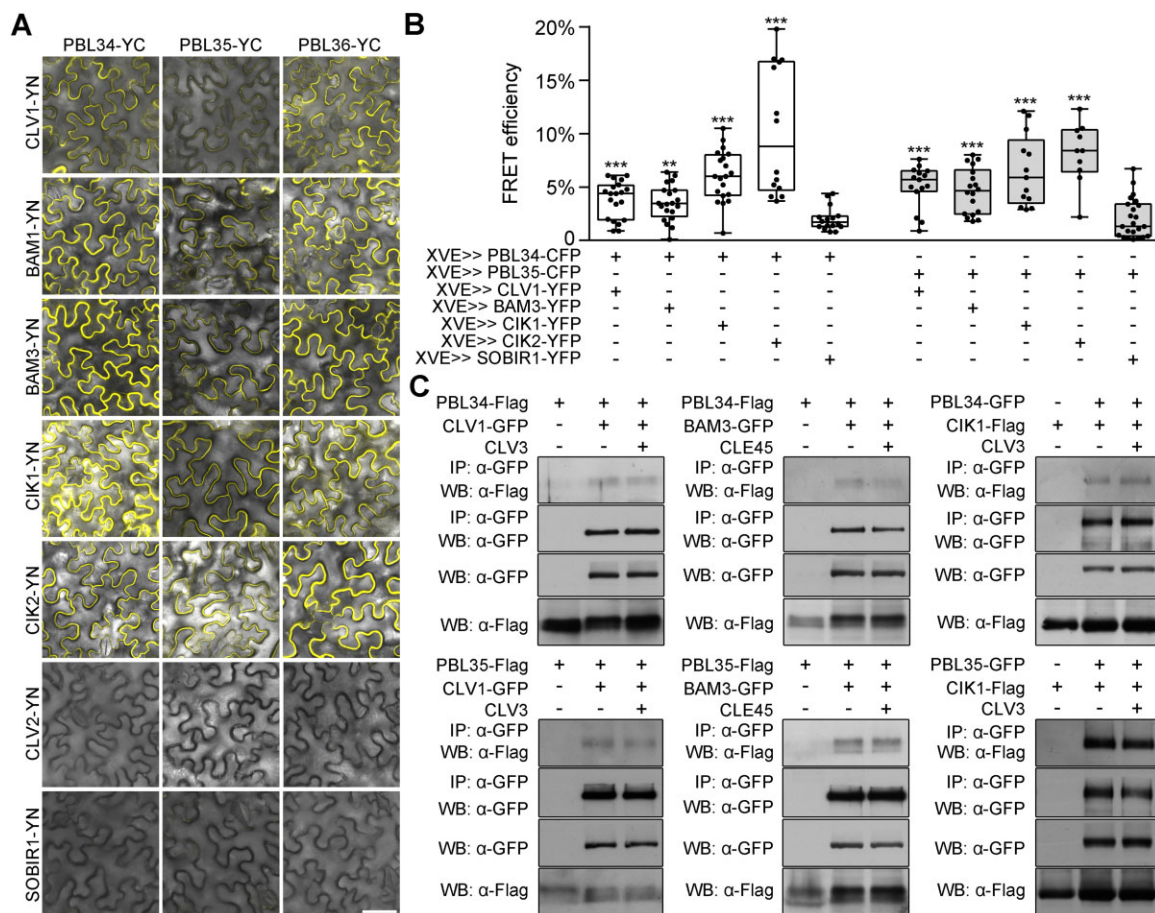 A
PBL34-YC PBL35-YC PBL36-YC
CLV1-YN
BAM1-YN
BAM3-YN
CIK1-YN
CIK2-YN
CLV2-YN
SOBIR1-YN
B
FRET efficiency
20%
15%
10%
5%
0
*** ** *** *** *** *** *** ***
XVE>> PBL34-CFP + + + + + - - - - -
XVE>> PBL35-CFP - - - - - + + + + +
XVE>> CLV1-YFP + - - - - + - - - -
XVE>> BAM3-YFP - + - - - - + - - -
XVE>> CIK1-YFP - - + - - - - + - -
XVE>> CIK2-YFP - - - + - - - - + -
XVE>> SOBIR1-YFP - - - - + - - - - +
C
PBL34-Flag + + +
CLV1-GFP - + +
CLV3 - - +
IP: α-GFP
WB: α-Flag
IP: α-GFP
WB: α-GFP
WB: α-GFP
WB: α-Flag
PBL34-Flag + + +
BAM3-GFP - + +
CLE45 - - +
IP: α-GFP
WB: α-Flag
IP: α-GFP
WB: α-GFP
WB: α-GFP
WB: α-Flag
PBL34-GFP - + +
CIK1-Flag + + +
CLV3 - - +
IP: α-GFP
WB: α-Flag
IP: α-GFP
WB: α-GFP
WB: α-GFP
WB: α-Flag
PBL35-Flag + + +
CLV1-GFP - + +
CLV3 - - +
IP: α-GFP
WB: α-Flag
IP: α-GFP
WB: α-GFP
WB: α-GFP
WB: α-Flag
PBL35-Flag + + +
BAM3-GFP - + +
CLE45 - - +
IP: α-GFP
WB: α-Flag
IP: α-GFP
WB: α-GFP
WB: α-GFP
WB: α-Flag
PBL35-GFP - + +
CIK1-Flag + + +
CLV3 - - +
IP: α-GFP
WB: α-Flag
IP: α-GFP
WB: α-GFP
WB: α-GFP
WB: α-Flag